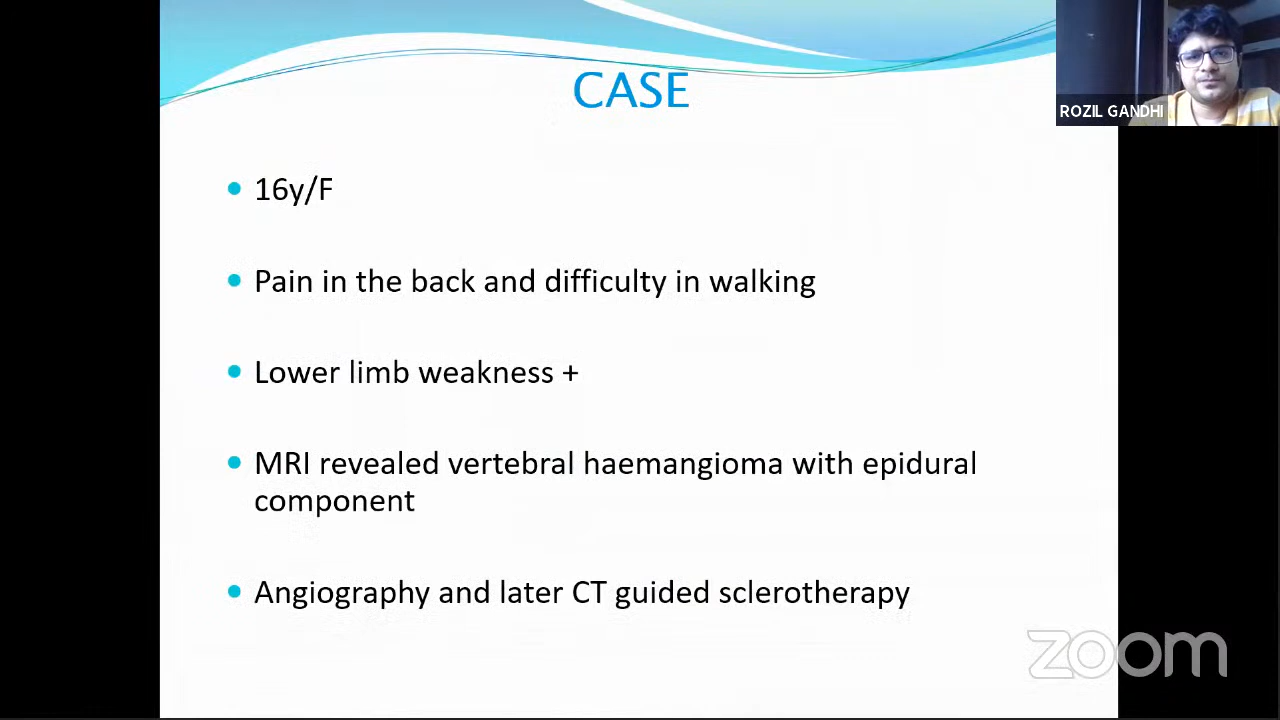 CASE
ROZIL GANDHI
• 16y/F
• Pain in the back and difficulty in walking
• Lower limb weakness +
• MRI revealed vertebral haemangioma with epidural
component
• Angiography and later CT guided sclerotherapy
zoom